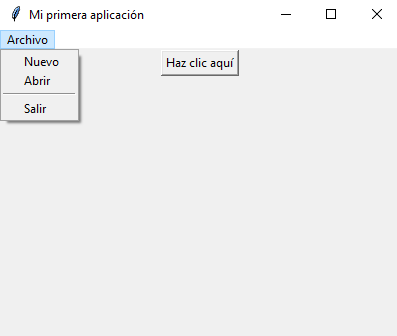 Mi primera aplicación
Archivo
Haz clic aquí
Nuevo
Abrir
Salir